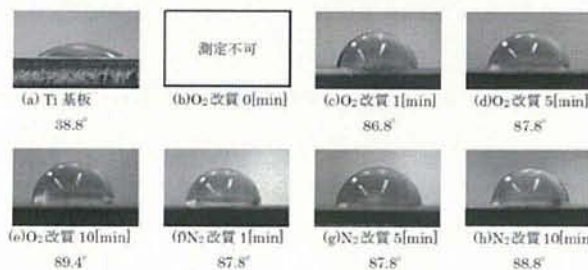 測定不可
(a) Ti 基板
(b)O₂改質 0[min]
(c)O₂改質 1[min]
(d)O₂改質 5[min]
38.8°
86.8°
87.8°
(e)O₂改質 10[min]
(f)N₂改質 1[min]
(g)N₂改質 5[min]
(h)N₂改質 10[min]
89.4°
87.8°
87.8°
88.8°